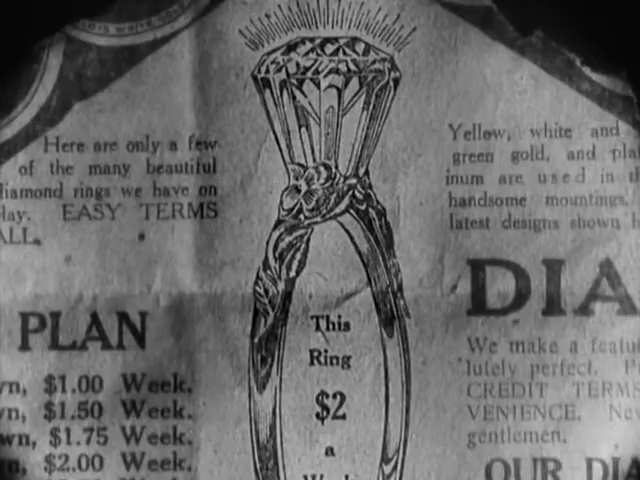 Here are only a few
of the many beautiful
diamond rings we have on
EASY TERMS
ALL.
PLAN
$1.00 Week.
$1.50 Week.
$1.75 Week.
$2.00 Week.
This
Ring
$2
a
Yellow, white and
green gold, and plat
inum are used in th
handsome mountings.
latest designs shown
DIA
We make a featu
lutely perfect.
CREDIT TERMS
VENIENCE.
gentlemen.
OUR DIA